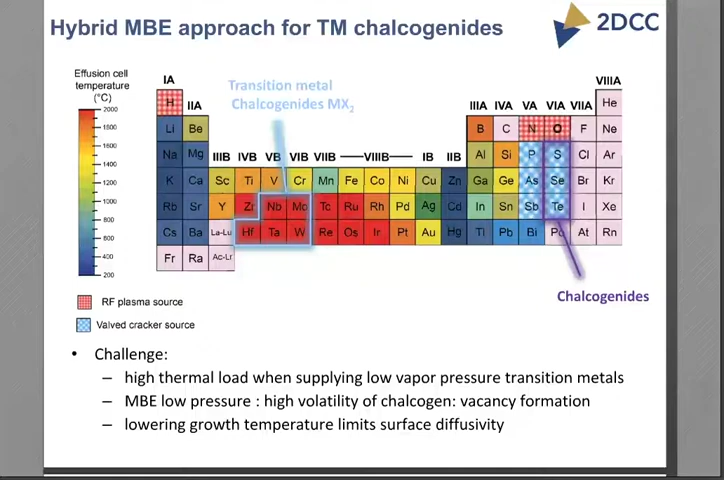 Hybrid MBE approach for TM chalcogenides
2DCC
Effusion cell
temperature
(°C)
2000
1800
1600
1400
1200
1000
800
600
400
200
Transition metal
Chalcogenides MX2
IA
VIIIA
H
IIA
IIIA IVA VA VIA VIIA
He
Li Be
B C N O F Ne
Na Mg
IIIB IVB VB VIB VIIB VIIIB IB IIB
Al Si P S Cl Ar
K Ca Sc Ti V Cr Mn Fe Co Ni Cu Zn Ga Ge As Se Br Kr
Rb Sr Y Zr Nb Mo Tc Ru Rh Pd Ag Cd In Sn Sb Te I Xe
Cs Ba La-Lu Hf Ta W Re Os Ir Pt Au Hg Tl Pb Bi Po At Rn
Fr Ra Ac-Lr
RF plasma source
Valved cracker source
Chalcogenides
• Challenge:
– high thermal load when supplying low vapor pressure transition metals
– MBE low pressure : high volatility of chalcogen: vacancy formation
– lowering growth temperature limits surface diffusivity